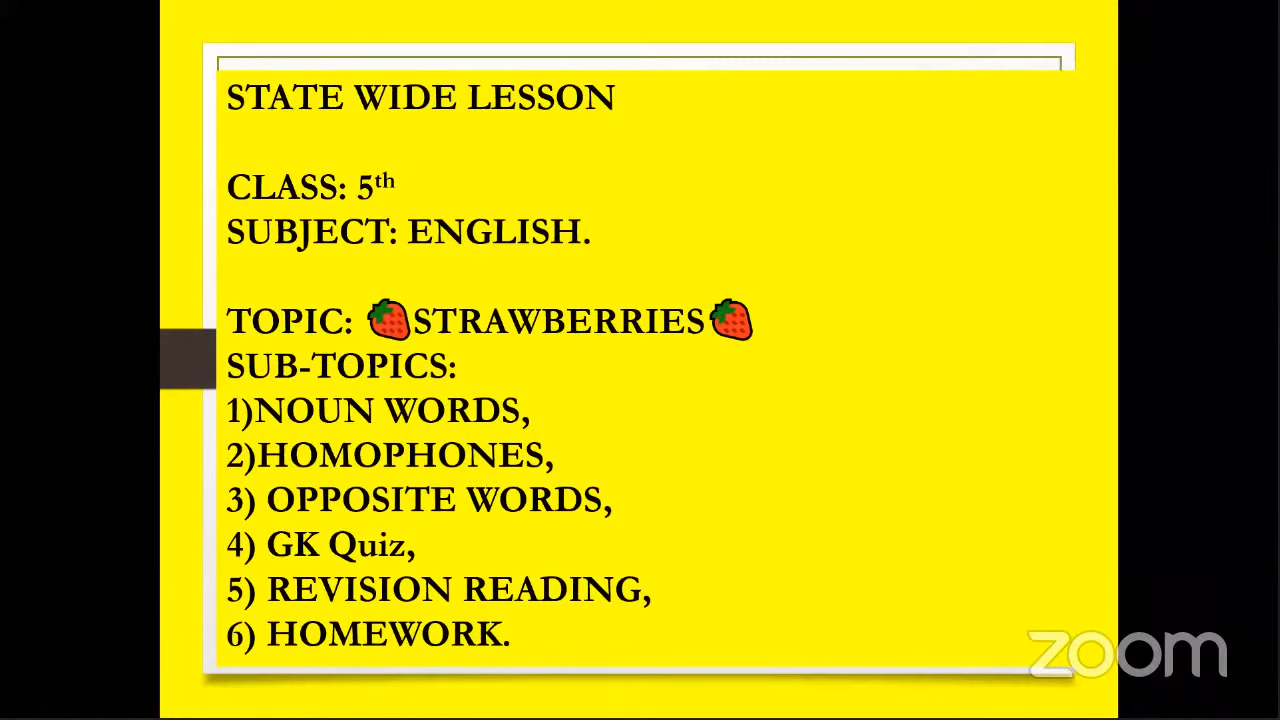 STATE WIDE LESSON
CLASS: 5th
SUBJECT: ENGLISH.
TOPIC: 🍓STRAWBERRIES🍓
SUB-TOPICS:
1)NOUN WORDS,
2)HOMOPHONES,
3) OPPOSITE WORDS,
4) GK Quiz,
5) REVISION READING,
6) HOMEWORK.
zoom